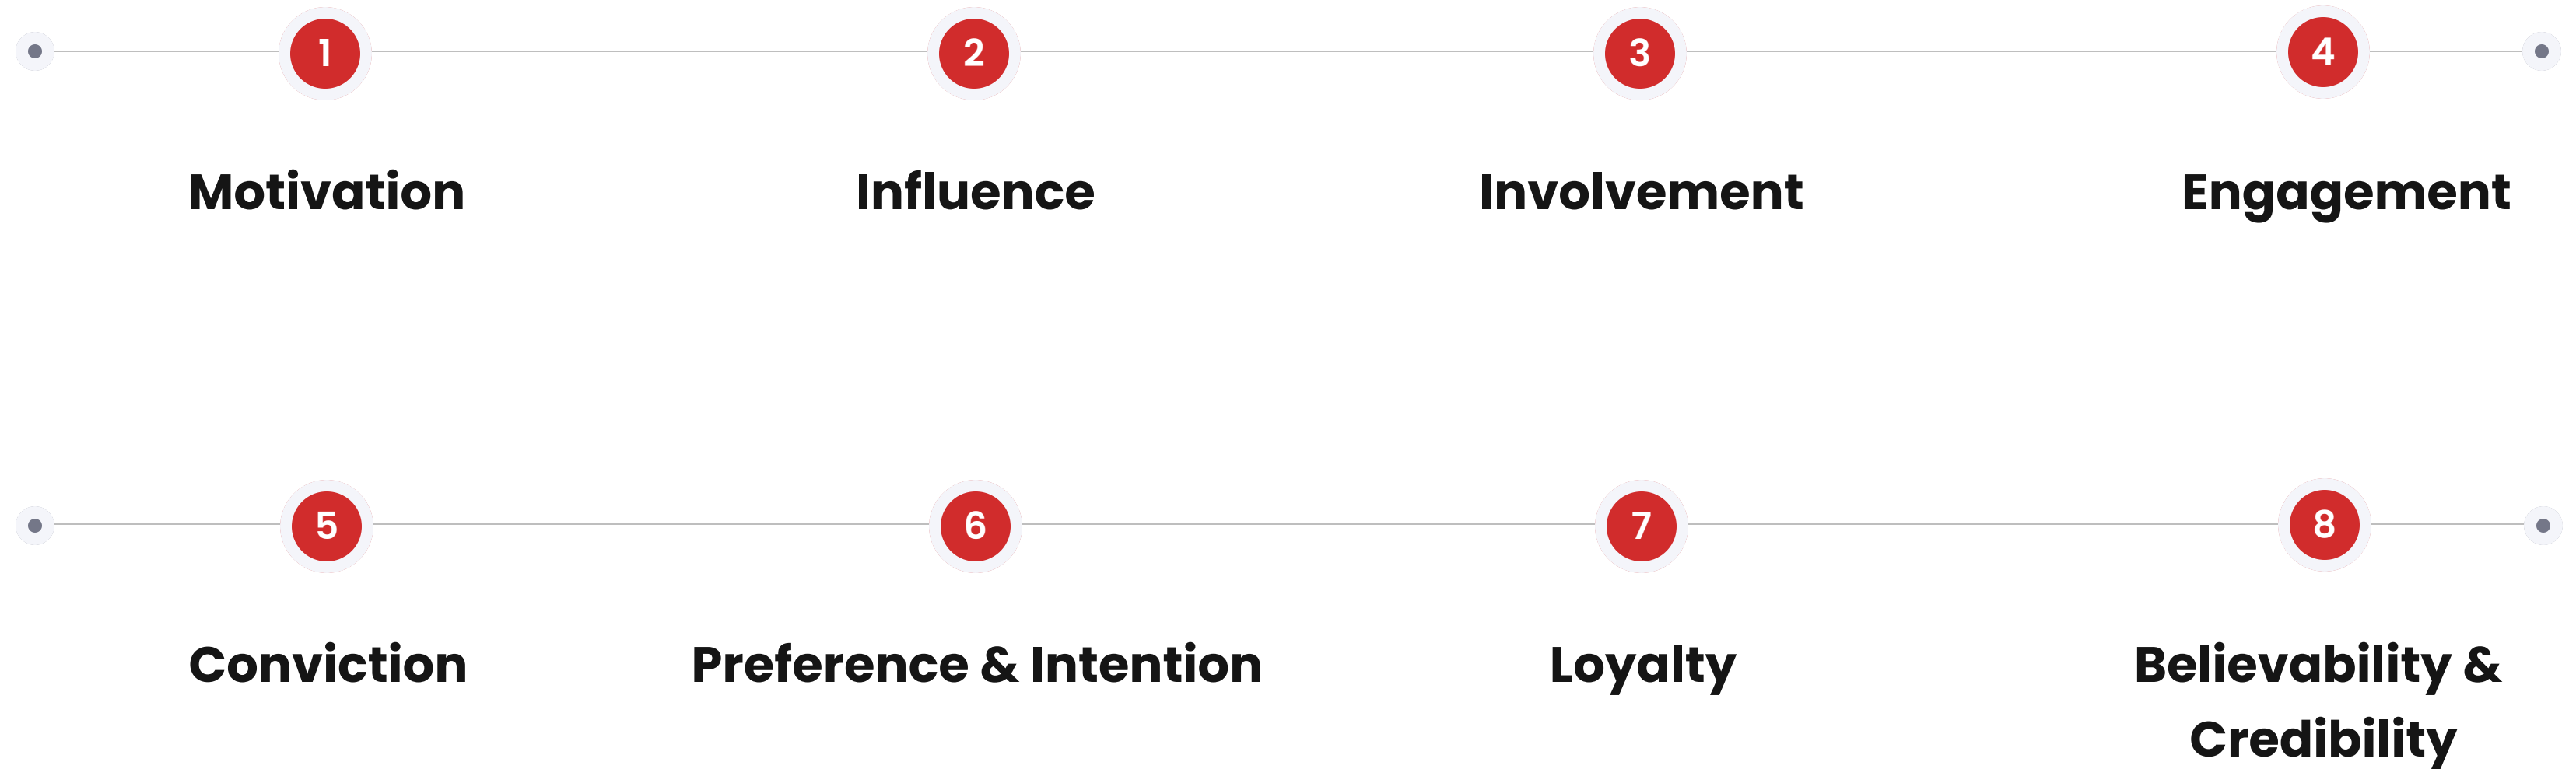 1
2
3
4
Motivation
Influence
Involvement
Engagement
5
6
7
8
Conviction
Preference & Intention
Loyalty
Believability &
Credibility